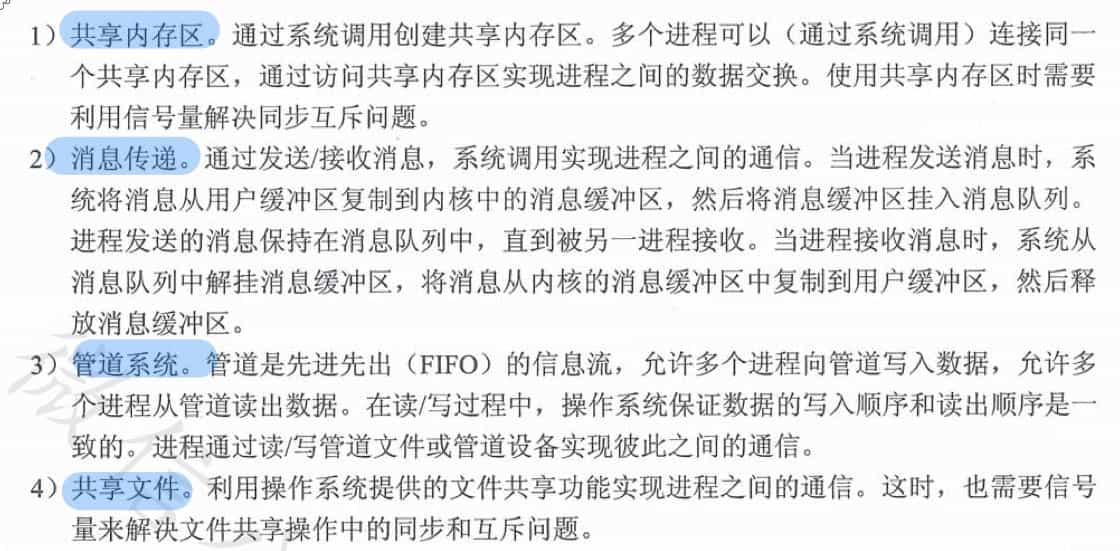 1）共享内存区。通过系统调用创建共享内存区。多个进程可以（通过系统调用）连接同一
个共享内存区，通过访问共享内存区实现进程之间的数据交换。使用共享内存区时需要
利用信号量解决同步互斥问题。
2）消息传递。通过发送/接收消息，系统调用实现进程之间的通信。当进程发送消息时，系
统将消息从用户缓冲区复制到内核中的消息缓冲区，然后将消息缓冲区挂入消息队列。
进程发送的消息保持在消息队列中，直到被另一进程接收。当进程接收消息时，系统从
消息队列中解挂消息缓冲区，将消息从内核的消息缓冲区中复制到用户缓冲区，然后释
放消息缓冲区。
3）管道系统。管道是先进先出（FIFO）的信息流，允许多个进程向管道写入数据，允许多
个进程从管道读出数据。在读/写过程中，操作系统保证数据的写入顺序和读出顺序是一
致的。进程通过读/写管道文件或管道设备实现彼此之间的通信。
4）共享文件。利用操作系统提供的文件共享功能实现进程之间的通信。这时，也需要信号
量来解决文件共享操作中的同步和互斥问题。